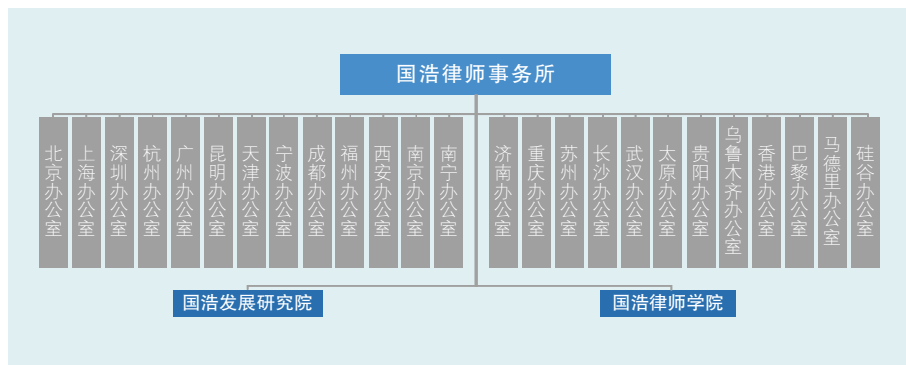 国浩律师事务所
北京办公室
上海办公室
深圳办公室
杭州办公室
广州办公室
昆明办公室
天津办公室
宁波办公室
成都办公室
福州办公室
西安办公室
南京办公室
南宁办公室
济南办公室
重庆办公室
苏州办公室
长沙办公室
武汉办公室
太原办公室
贵阳办公室
乌鲁木齐办公室
香港办公室
巴黎办公室
马德里办公室
硅谷办公室
国浩发展研究院
国浩律师学院